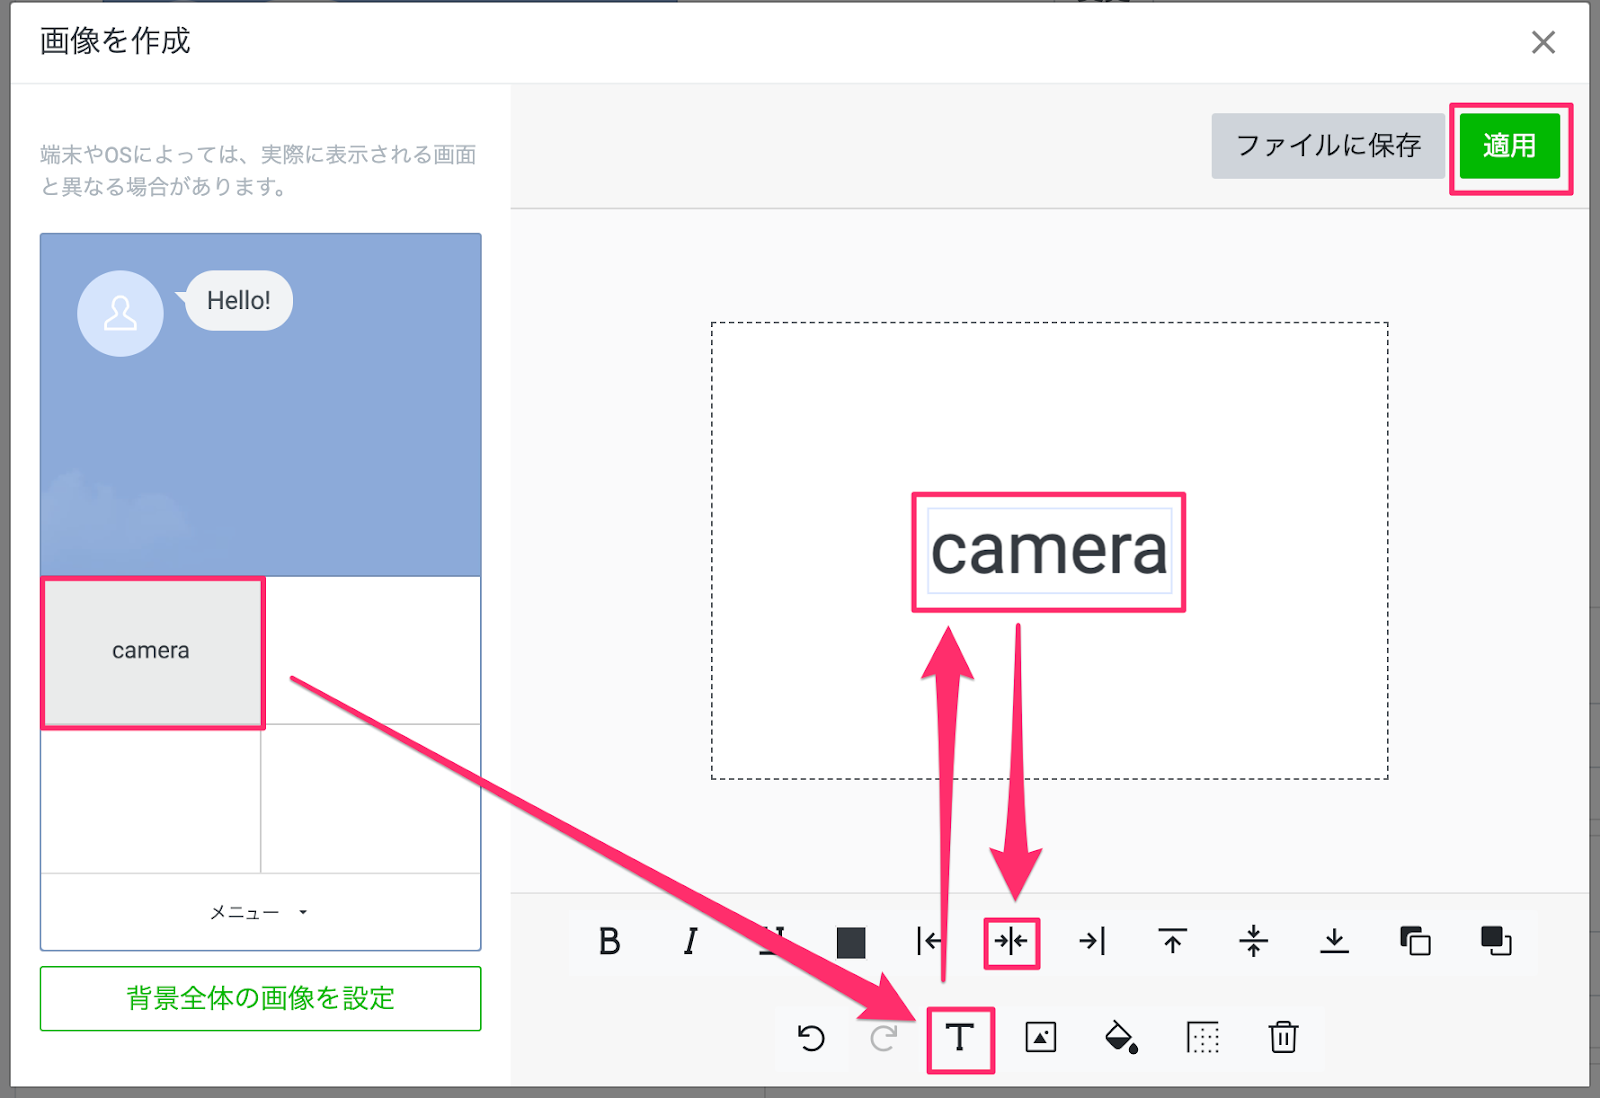 画像を作成
端末やOSによっては、実際に表示される画面
と異なる場合があります。
Hello!
camera
メニュー
背景全体の画像を設定
ファイルに保存
適用
camera
B I U
T